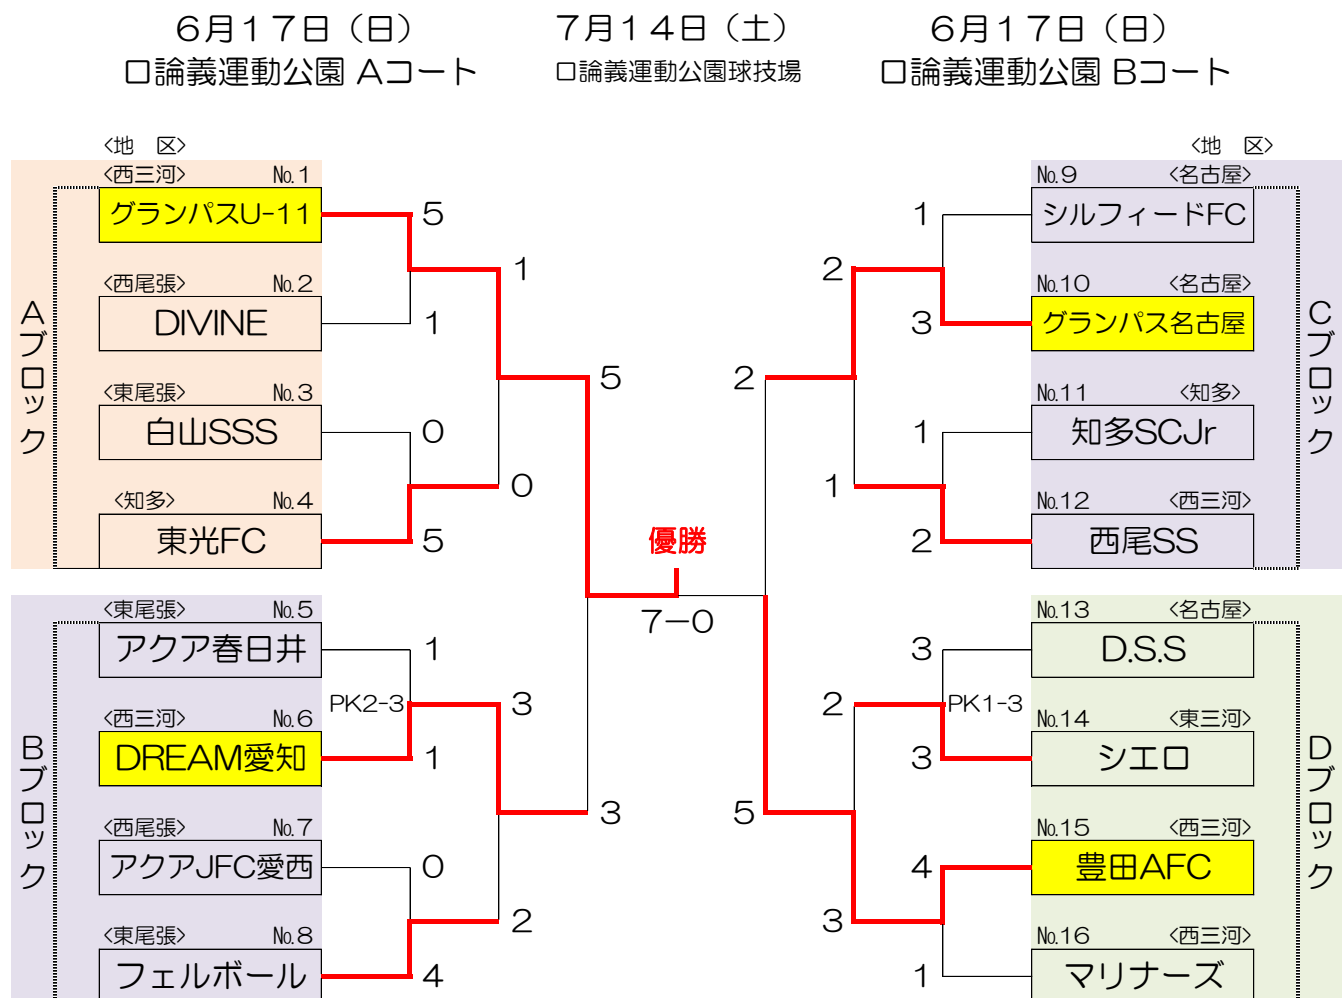 6月17日（日）
口論義運動公園 Aコート
7月14日（土）
口論義運動公園球技場
6月17日（日）
口論義運動公園 Bコート
<地　区>
<西三河> No.1
グランパスU-11
5
1
<西尾張> No.2
DIVINE
1
Aブロック
<東尾張> No.3
白山SSS
0
5
<知多> No.4
東光FC
5
0
<東尾張> No.5
アクア春日井
1
PK2-3
3
<西三河> No.6
DREAM愛知
1
Bブロック
3
<西尾張> No.7
アクアJFC愛西
0
2
<東尾張> No.8
フェルボール
4
優勝
7−0
<地　区>
No.9 <名古屋>
シルフィードFC
1
2
No.10 <名古屋>
グランパス名古屋
3
Cブロック
2
No.11 <知多>
知多SCJr
1
1
No.12 <西三河>
西尾SS
2
No.13 <名古屋>
D.S.S
3
2
PK1-3
No.14 <東三河>
シエロ
3
Dブロック
5
No.15 <西三河>
豊田AFC
4
3
No.16 <西三河>
マリナーズ
1